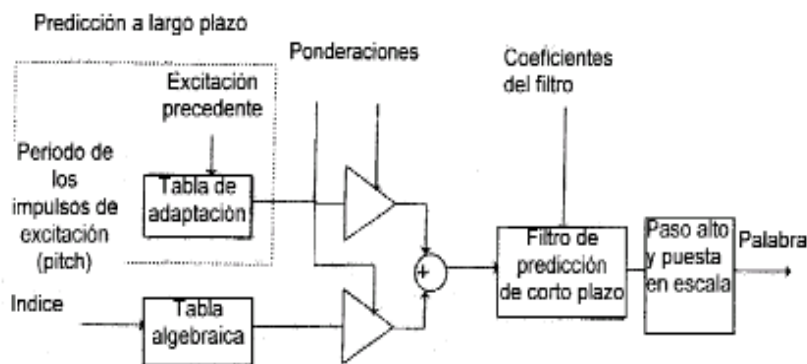 Predicción a largo plazo
Ponderaciones
Coeficientes
del filtro
Excitación
precedente
Periodo de
los
impulsos de
excitación
(pitch)
Tabla de
adaptación
Indice
Tabla
algebraica
+
Filtro de
predicción
de corto plazo
Paso alto
y puesta
en escala
Palabra